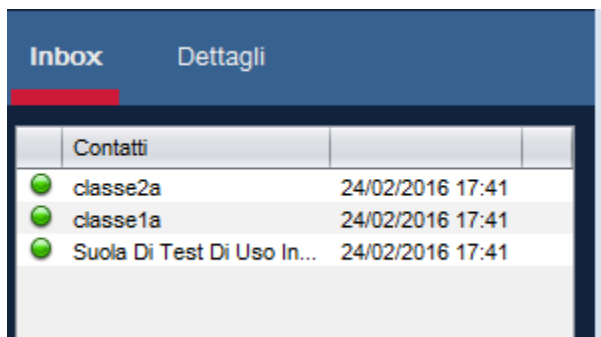 Inbox Dettagli
Contatti
classe2a 24/02/2016 17:41
classe1a 24/02/2016 17:41
Suola Di Test Di Uso In... 24/02/2016 17:41